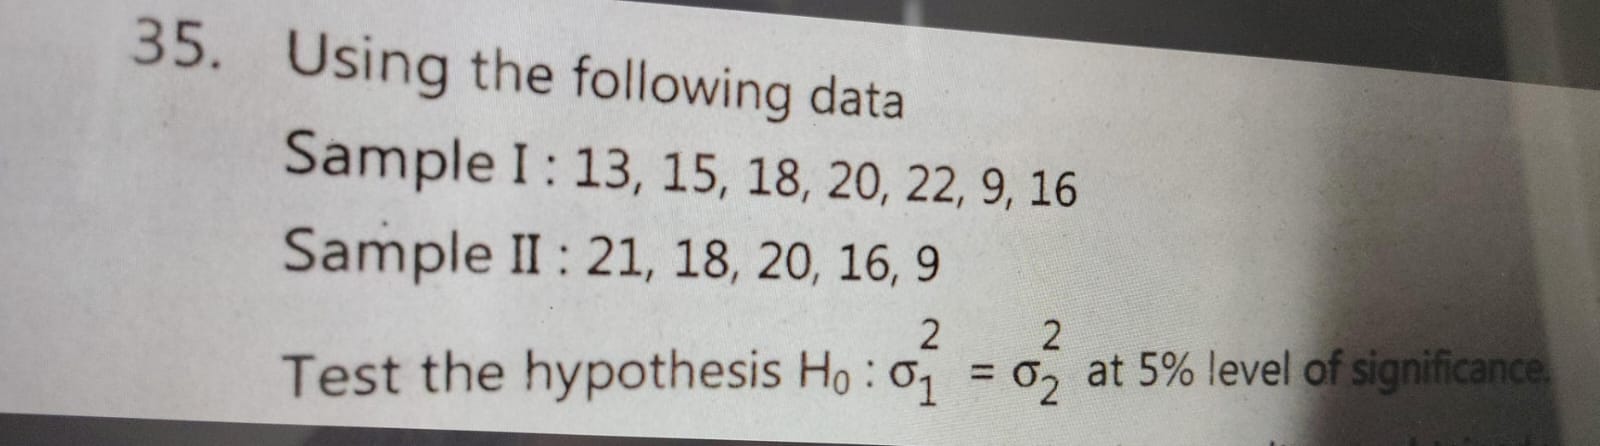 35. Using the following data
Sample I : 13, 15, 18, 20, 22, 9, 16
Sample II : 21, 18, 20, 16, 9
Test the hypothesis H₀ : σ₁² = σ₂² at 5% level of significance.